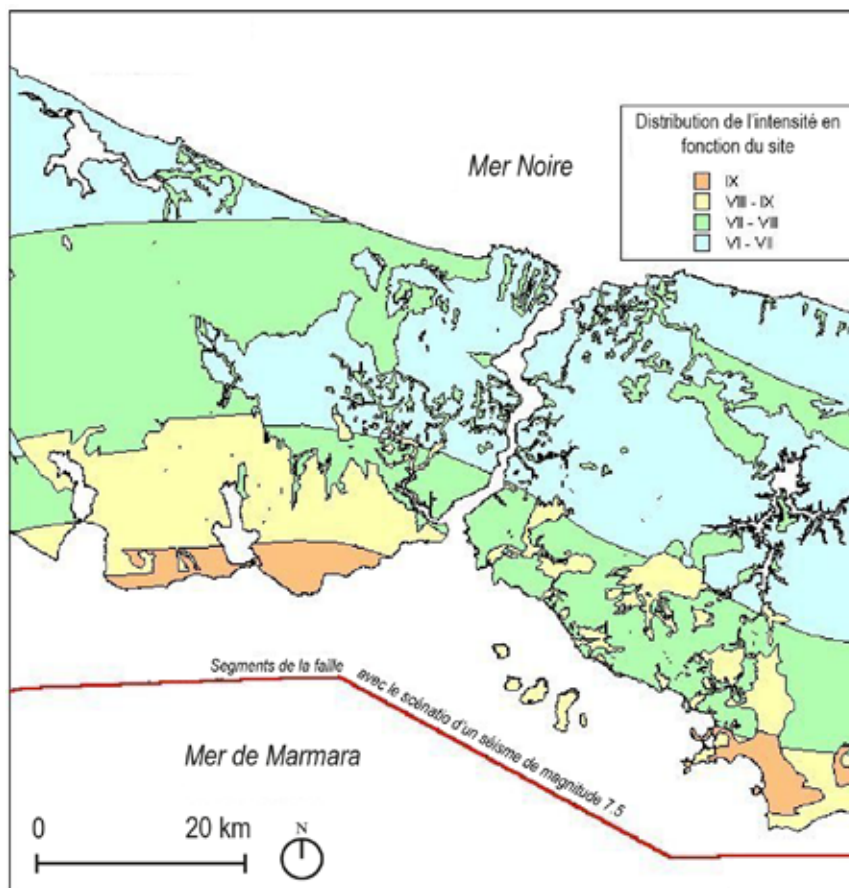 Distribution de l'intensité en
fonction du site
IX
VIII - IX
VII - VIII
VI - VII
Mer Noire
Segments de la faille avec le scénatio d'un séisme de magnitude 7.5
Mer de Marmara
0 20 km
N